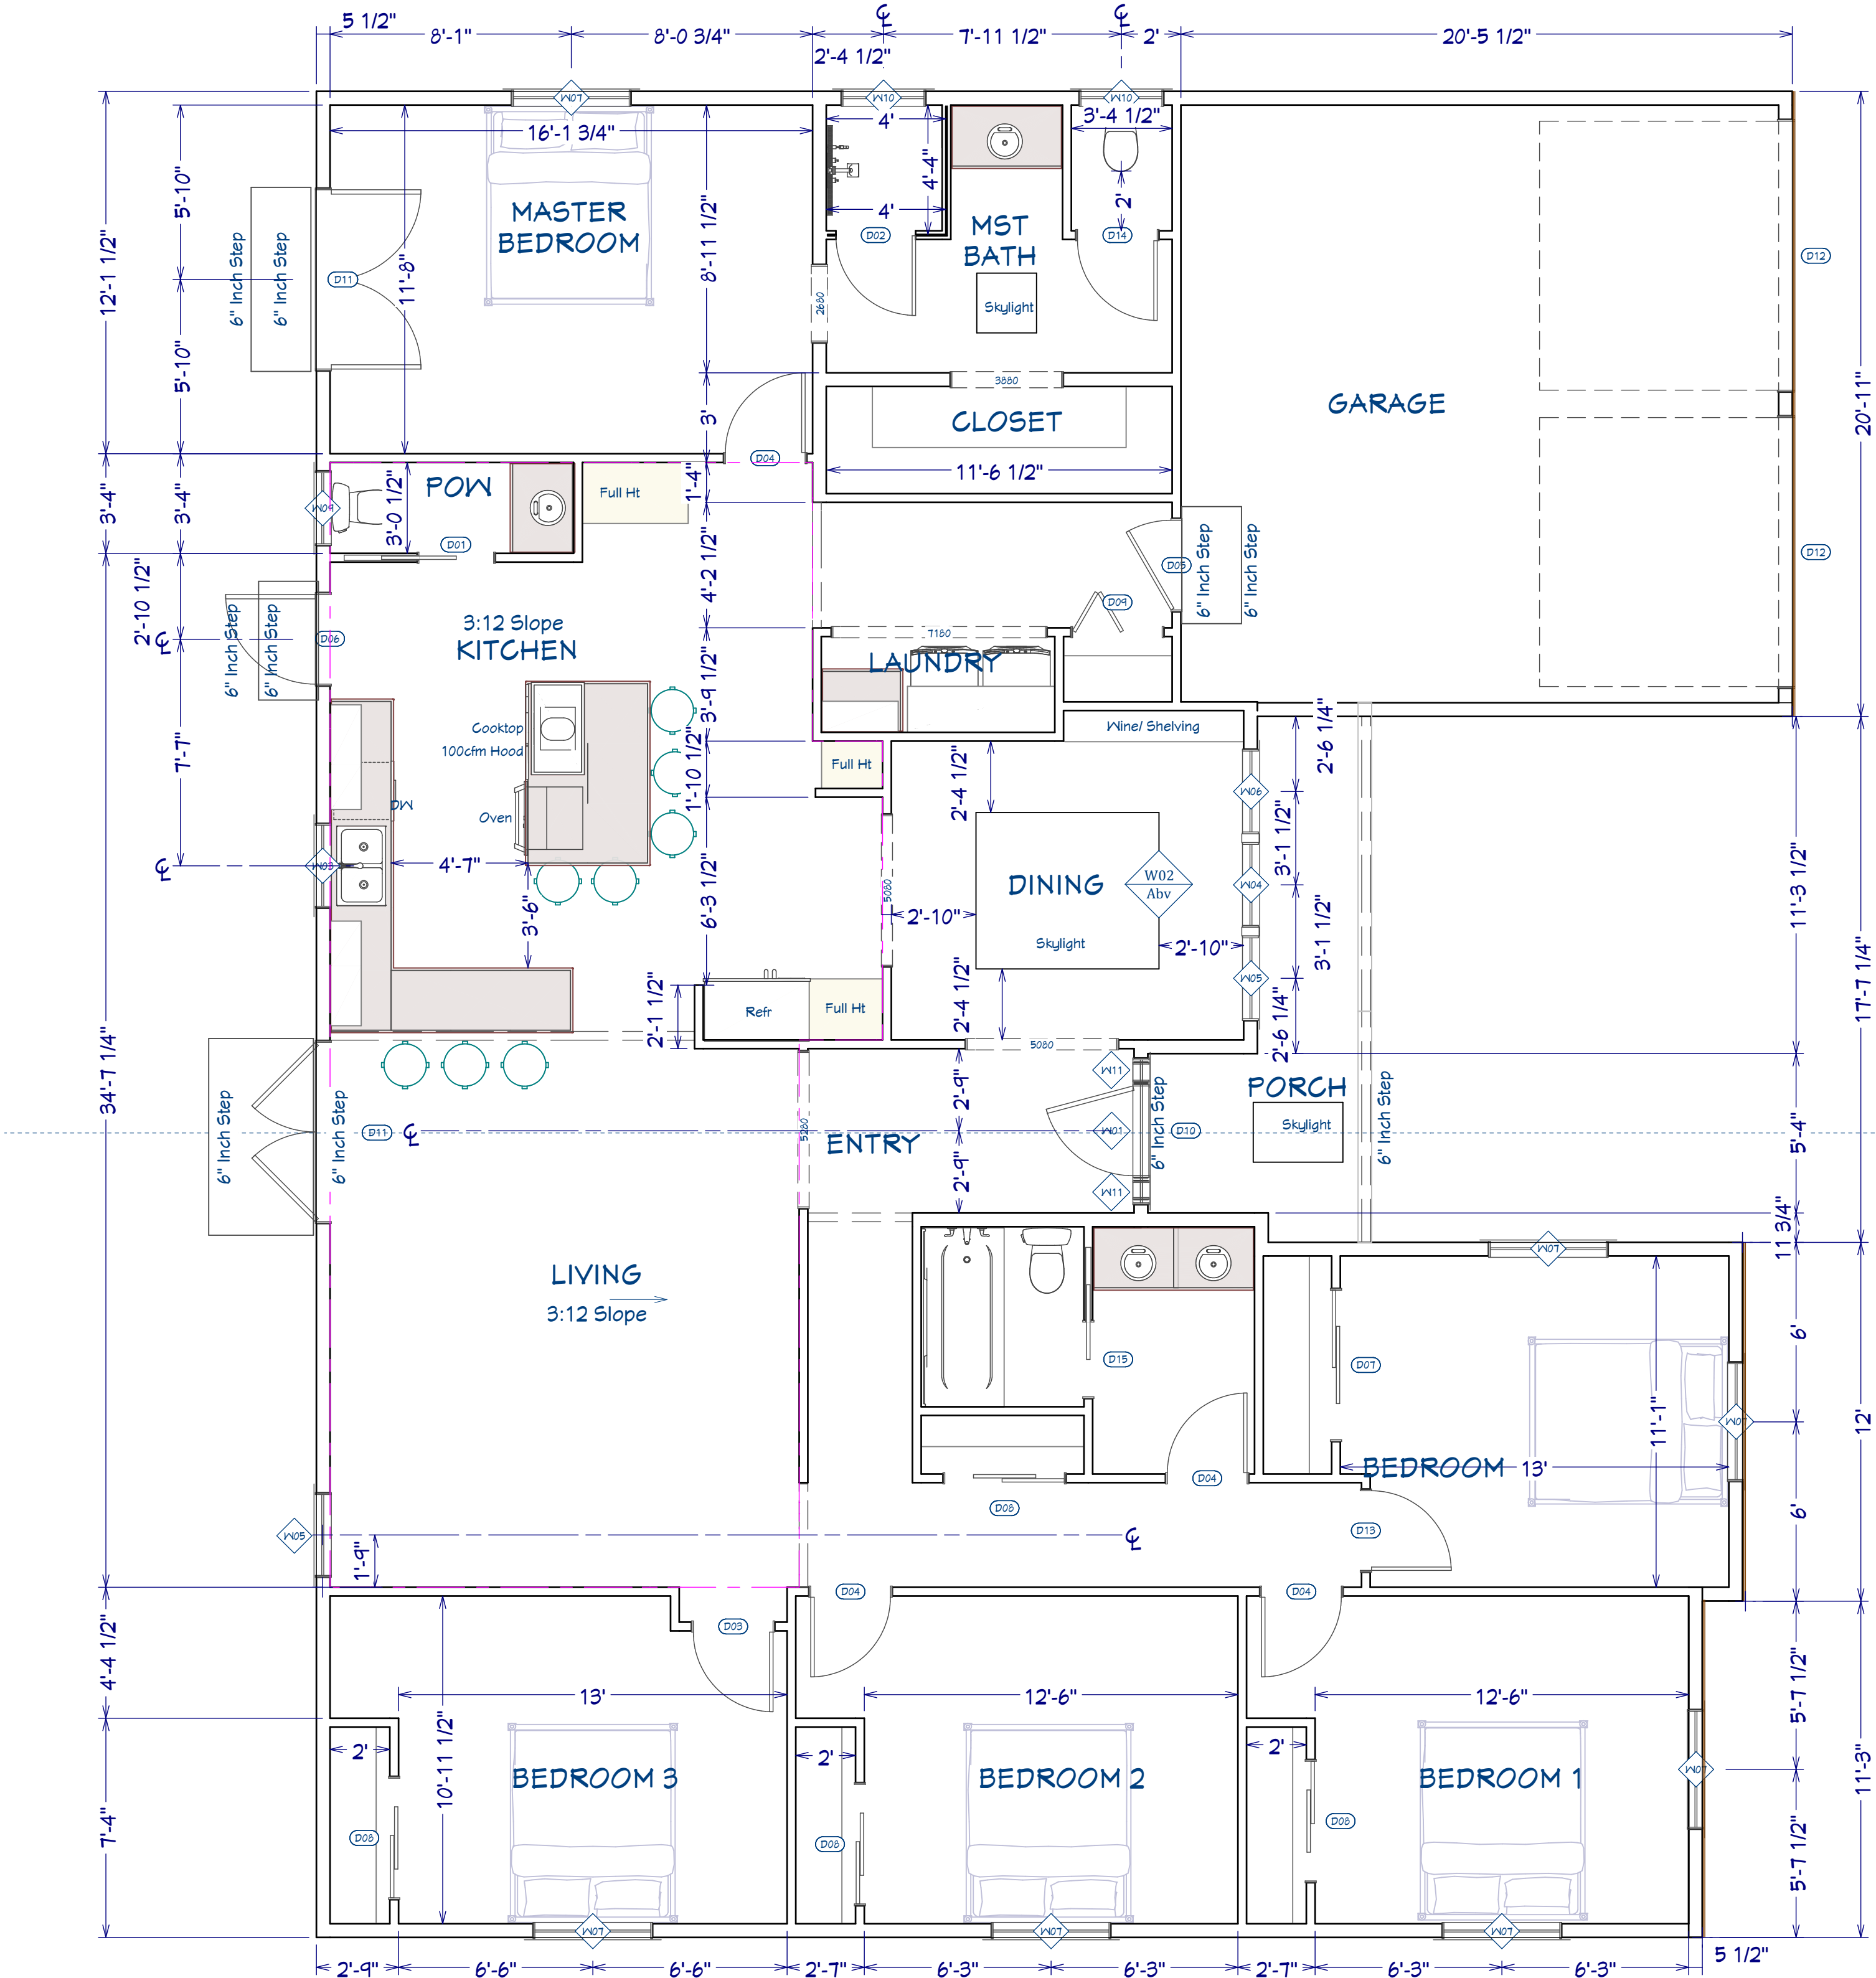 5 1/2"
8'-1"
8'-0 3/4"
2'-4 1/2"
℄
7'-11 1/2"
℄
2'
20'-5 1/2"
W07
W10
W10
16'-1 3/4"
4'
3'-4 1/2"
4'-4"
4'
2'
5'-10"
5'-10"
12'-1 1/2"
6" Inch Step
6" Inch Step
D11
11'-8"
MASTER
BEDROOM
8'-11 1/2"
D02
MST
BATH
D14
Skylight
2680
3880
D12
GARAGE
20'-11"
3'
CLOSET
11'-6 1/2"
D04
3'-4"
3'-4"
W09
3'-0 1/2"
POW
D01
Full Ht
1'-4"
4'-2 1/2"
D05
6" Inch Step
6" Inch Step
D12
D09
2'-10 1/2"
℄
6" Inch Step
6" Inch Step
D06
3:12 Slope
KITCHEN
7180
LAUNDRY
3'-9 1/2"
Cooktop
100cfm Hood
Wine/ Shelving
2'-6 1/4"
7'-7"
DW
Oven
1'-10 1/2"
Full Ht
2'-4 1/2"
W06
3'-1 1/2"
℄
W03
4'-7"
3'-6"
6'-3 1/2"
5080
2'-10"
DINING
W02
Abv
Skylight
2'-10"
W04
3'-1 1/2"
W05
11'-3 1/2"
17'-7 1/4"
2'-1 1/2"
Refr
Full Ht
2'-4 1/2"
2'-6 1/4"
5080
34'-7 1/4"
6" Inch Step
6" Inch Step
D11
℄
5280
2'-9"
ENTRY
2'-9"
W11
W01
W11
6" Inch Step
D10
PORCH
Skylight
6" Inch Step
5'-4"
11 3/4"
LIVING
3:12 Slope
W07
D15
D07
6'
11'-1"
W07
12'
BEDROOM
13'
D04
D08
6'
D13
W05
1'-9"
℄
D04
D04
D03
4'-4 1/2"
13'
12'-6"
12'-6"
5'-7 1/2"
2'
10'-11 1/2"
2'
2'
BEDROOM 3
BEDROOM 2
BEDROOM 1
W07
11'-3"
7'-4"
D08
D08
D08
5'-7 1/2"
W07
W07
W07
2'-9"
6'-6"
6'-6"
2'-7"
6'-3"
6'-3"
2'-7"
6'-3"
6'-3"
5 1/2"